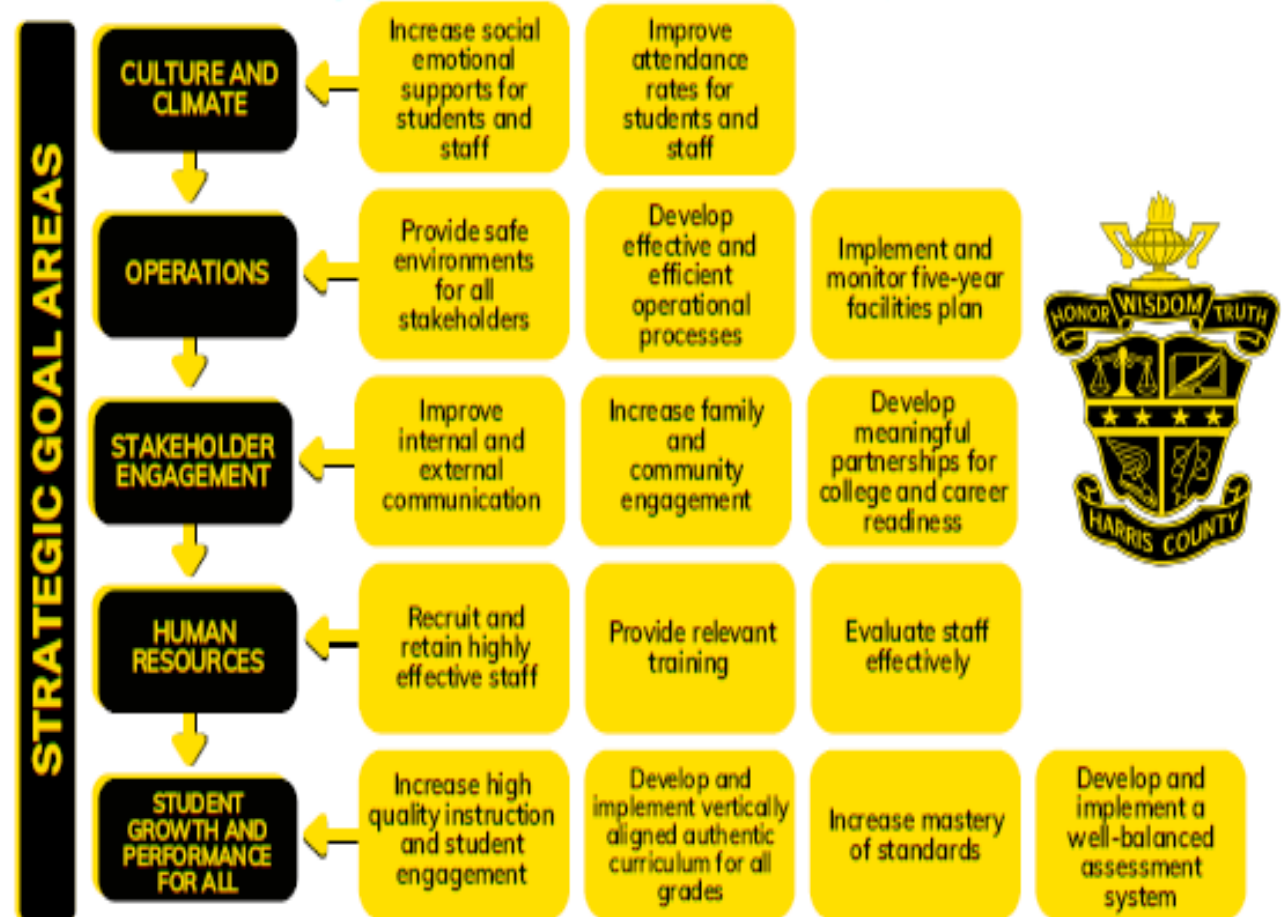 STRATEGIC GOAL AREAS
CULTURE AND
CLIMATE
Increase social
emotional
supports for
students and
staff
Improve
attendance
rates for
students and
staff
OPERATIONS
Provide safe
environments
for all
stakeholders
Develop
effective and
efficient
operational
processes
Implement and
monitor five-year
facilities plan
STAKEHOLDER
ENGAGEMENT
Improve
internal and
external
communication
Increase family
and
community
engagement
Develop
meaningful
partnerships for
college and career
readiness
HUMAN
RESOURCES
Recruit and
retain highly
effective staff
Provide relevant
training
Evaluate staff
effectively
STUDENT
GROWTH AND
PERFORMANCE
FOR ALL
Increase high
quality instruction
and student
engagement
Develop and
implement vertically
aligned authentic
curriculum for all
grades
Increase mastery
of standards
Develop and
implement a
well-balanced
assessment
system
HONOR WISDOM TRUTH
HARRIS COUNTY